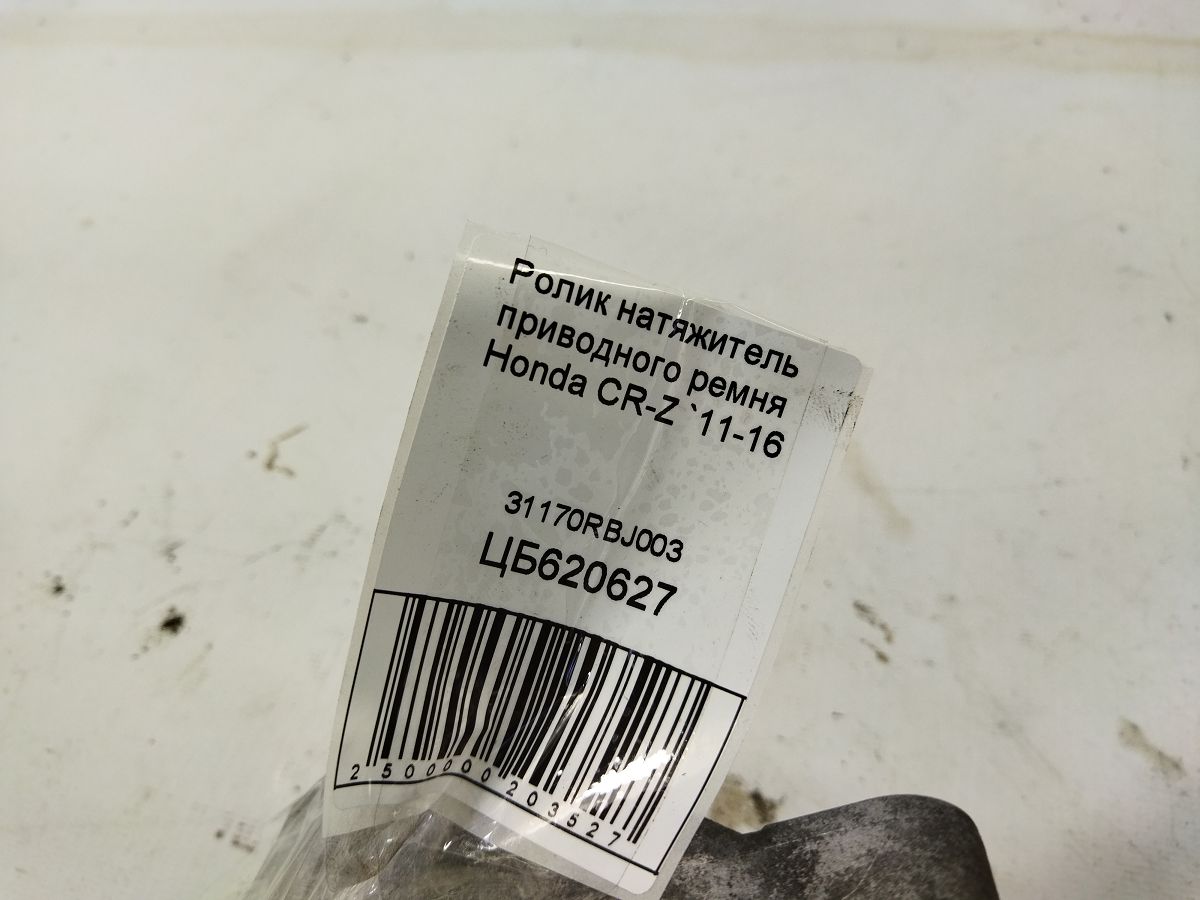 Ролик натяжитель
приводного ремня
Honda CR-Z `11-16
31170RBJ003
ЦБ620627
2500000203527